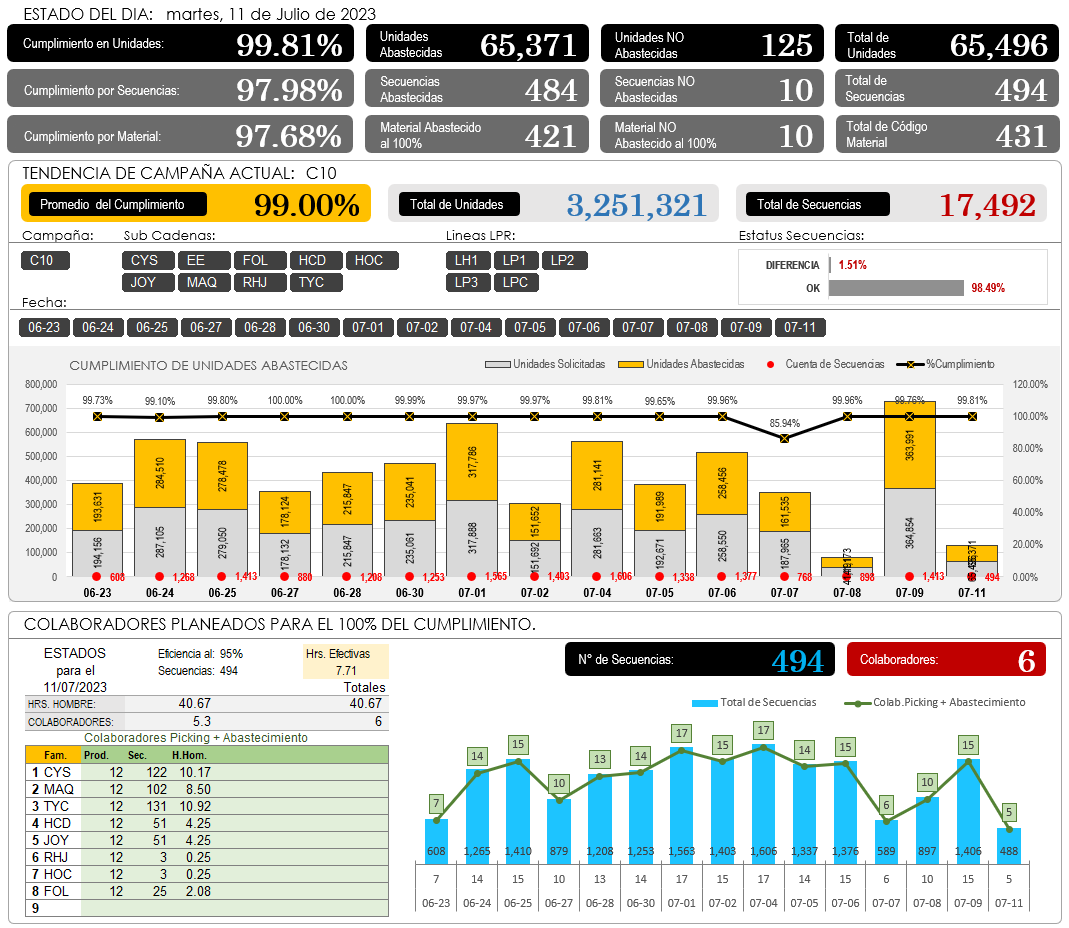 ESTADO DEL DIA: martes, 11 de Julio de 2023
Cumplimiento en Unidades: 99.81%
Unidades Abastecidas 65,371
Unidades NO Abastecidas 125
Total de Unidades 65,496
Cumplimiento por Secuencias: 97.98%
Secuencias Abastecidas 484
Secuencias NO Abastecidas 10
Total de Secuencias 494
Cumplimiento por Material: 97.68%
Material Abastecido al 100% 421
Material NO Abastecido al 100% 10
Total de Código Material 431
TENDENCIA DE CAMPAÑA ACTUAL: C10
Promedio del Cumplimiento 99.00%
Total de Unidades 3,251,321
Total de Secuencias 17,492
Campaña: Sub Cadenas: Lineas LPR: Estatus Secuencias:
C10 CYS EE FOL HCD HOC LH1 LP1 LP2
JOY MAQ RHJ TYC LP3 LPC
DIFERENCIA 1.51%
OK 98.49%
Fecha:
06-23 06-24 06-25 06-27 06-28 06-30 07-01 07-02 07-04 07-05 07-06 07-07 07-08 07-09 07-11
CUMPLIMIENTO DE UNIDADES ABASTECIDAS
Unidades Solicitadas Unidades Abastecidas Cuenta de Secuencias %Cumplimiento
800,000 120.00%
700,000
600,000 100.00%
500,000 80.00%
400,000 60.00%
300,000
200,000 40.00%
100,000 20.00%
0 0.00%
99.73% 99.10% 99.80% 100.00% 100.00% 99.99% 99.97% 99.97% 99.81% 99.65% 99.96% 85.94% 99.96% 99.76% 99.81%
193,631 284,510 278,478 178,124 215,847 235,041 317,786 151,652 281,141 191,989 258,456 161,535 363,991
194,156 287,105 279,050 178,132 215,847 235,061 317,888 151,692 281,663 192,671 258,550 187,965 364,854
608 1,268 1,413 880 1,208 1,253 1,565 1,403 1,606 1,338 1,377 768 898 1,413 494
06-23 06-24 06-25 06-27 06-28 06-30 07-01 07-02 07-04 07-05 07-06 07-07 07-08 07-09 07-11
COLABORADORES PLANEADOS PARA EL 100% DEL CUMPLIMIENTO.
ESTADOS para el 11/07/2023
Eficiencia al: 95%
Secuencias: 494
Hrs. Efectivas
7.71
Totales
HRS. HOMBRE: 40.67 40.67
COLABORADORES: 5.3 6
Colaboradores Picking + Abastecimiento
Fam. Prod. Sec. H.Hom.
1 CYS 12 122 10.17
2 MAQ 12 102 8.50
3 TYC 12 131 10.92
4 HCD 12 51 4.25
5 JOY 12 51 4.25
6 RHJ 12 3 0.25
7 HOC 12 3 0.25
8 FOL 12 25 2.08
9
N° de Secuencias: 494
Colaboradores: 6
Total de Secuencias Colab.Picking + Abastecimiento
7 14 15 10 13 14 17 15 17 14 15 6 10 15 5
608 1,265 1,410 879 1,208 1,253 1,563 1,403 1,606 1,337 1,376 589 897 1,406 488
7 14 15 10 13 14 17 15 17 14 15 6 10 15 5
06-23 06-24 06-25 06-27 06-28 06-30 07-01 07-02 07-04 07-05 07-06 07-07 07-08 07-09 07-11